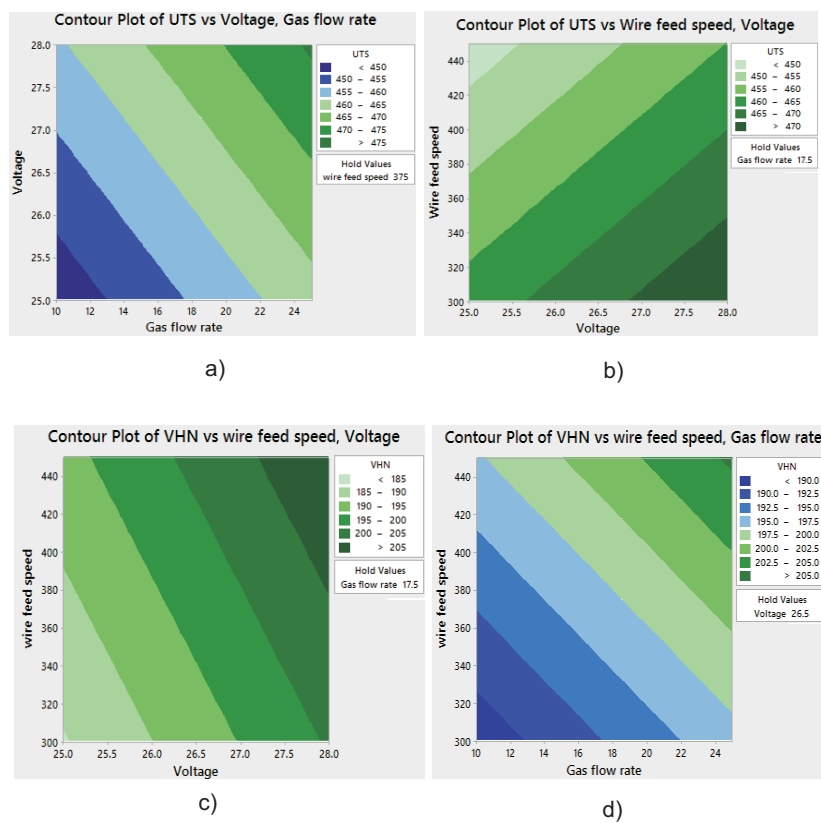 Contour Plot of UTS vs Voltage, Gas flow rate
28.0
27.5
27.0
26.5
26.0
25.5
25.0
Voltage
10 12 14 16 18 20 22 24
Gas flow rate
UTS
< 450
450 – 455
455 – 460
460 – 465
465 – 470
470 – 475
> 475
Hold Values
wire feed speed 375
a)
Contour Plot of UTS vs Wire feed speed, Voltage
440
420
400
380
360
340
320
300
Wire feed speed
25.0 25.5 26.0 26.5 27.0 27.5 28.0
Voltage
UTS
< 450
450 – 455
455 – 460
460 – 465
465 – 470
> 470
Hold Values
Gas flow rate 17.5
b)
Contour Plot of VHN vs wire feed speed, Voltage
440
420
400
380
360
340
320
300
wire feed speed
25.0 25.5 26.0 26.5 27.0 27.5 28.0
Voltage
VHN
< 185
185 – 190
190 – 195
195 – 200
200 – 205
> 205
Hold Values
Gas flow rate 17.5
c)
Contour Plot of VHN vs wire feed speed, Gas flow rate
440
420
400
380
360
340
320
300
wire feed speed
10 12 14 16 18 20 22 24
Gas flow rate
VHN
< 190.0
190.0 – 192.5
192.5 – 195.0
195.0 – 197.5
197.5 – 200.0
200.0 – 202.5
202.5 – 205.0
> 205.0
Hold Values
Voltage 26.5
d)